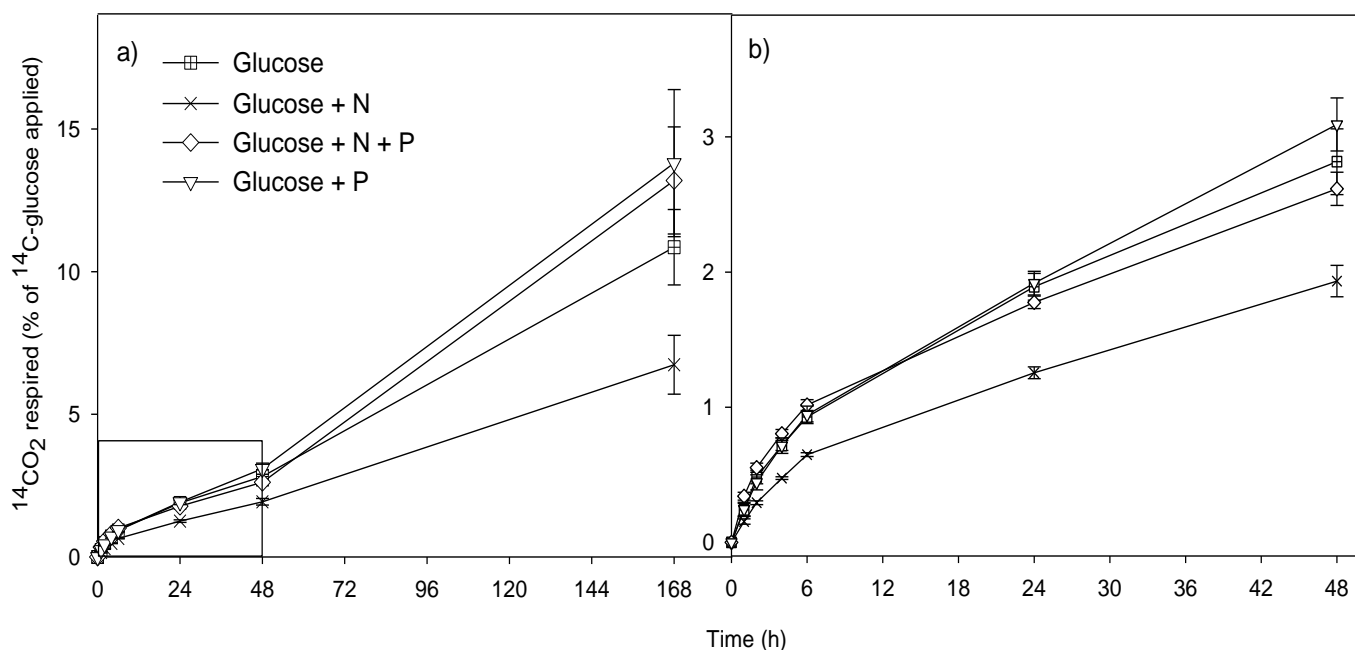 a)
Glucose
Glucose + N
Glucose + N + P
Glucose + P
15
10
5
0
0 24 48 72 96 120 144 168
¹⁴CO₂ respired (% of ¹⁴C-glucose applied)
b)
3
2
1
0
0 6 12 18 24 30 36 42 48
Time (h)